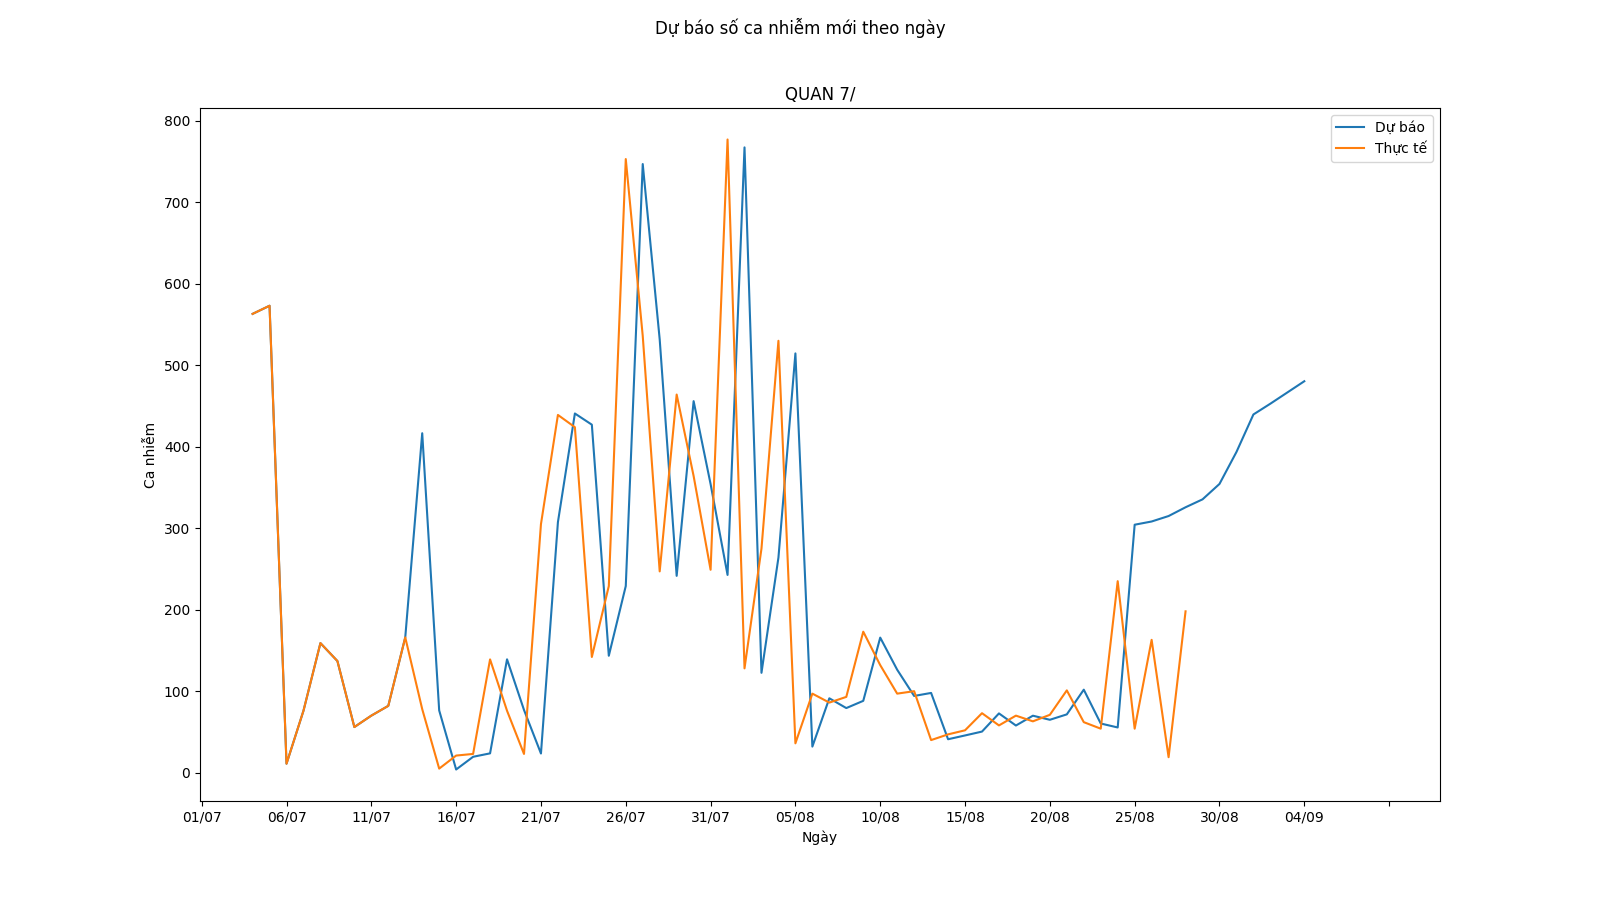 Dự báo số ca nhiễm mới theo ngày
QUAN 7/
Dự báo
Thực tế
800
700
600
500
400
300
200
100
0
Ca nhiễm
01/07 06/07 11/07 16/07 21/07 26/07 31/07 05/08 10/08 15/08 20/08 25/08 30/08 04/09
Ngày